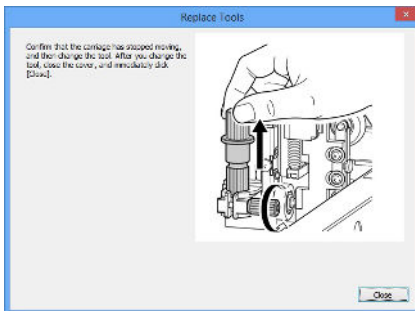 Replace Tools
Confirm that the carriage has stopped moving,
and then change the tool. After you change the
tool, close the cover, and immediately click
[Close].
Close